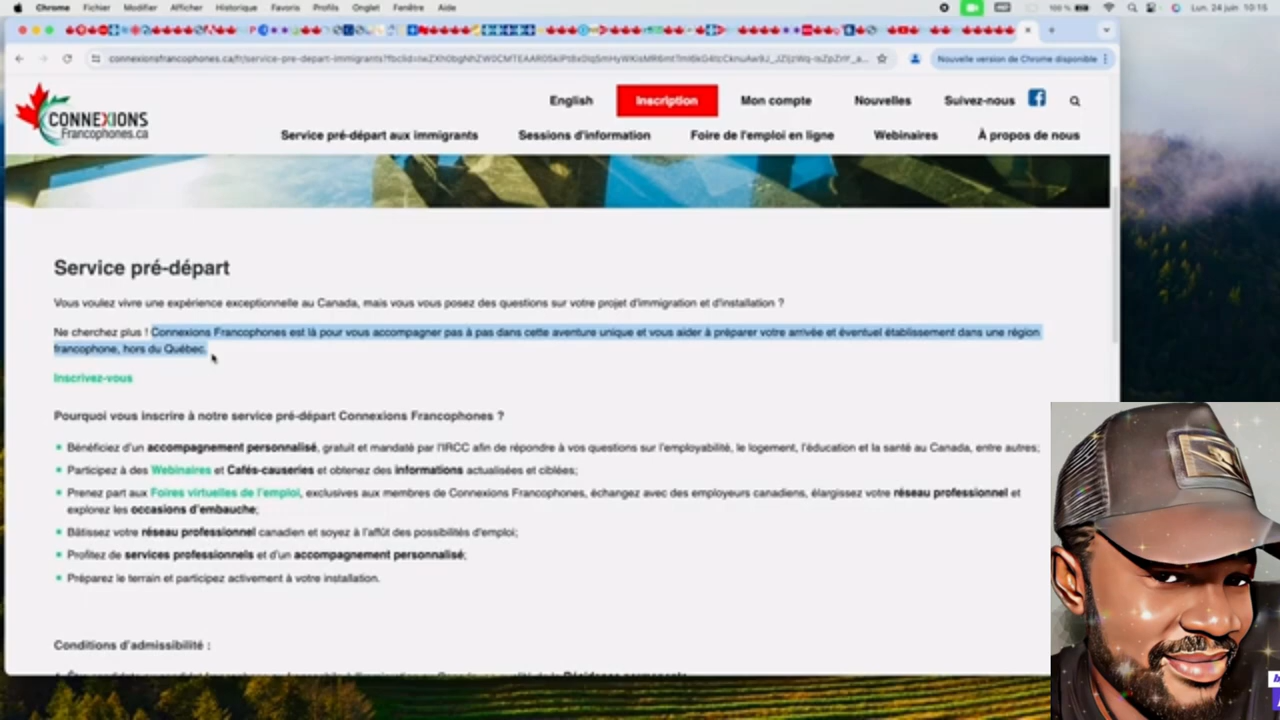 Chrome Fichier Modifier Afficher Historique Favoris Profils Onglet Fenêtre Aide
100 % Lun. 24 juin 10:15
Nouvelle version de Chrome disponible
CONNEXIONS
Francophones.ca
English Inscription Mon compte Nouvelles Suivez-nous
Service pré-départ aux immigrants Sessions d'information Foire de l'emploi en ligne Webinaires À propos de nous
Service pré-départ
Vous voulez vivre une expérience exceptionnelle au Canada, mais vous vous posez des questions sur votre projet d'immigration et d'installation ?
Ne cherchez plus ! Connexions Francophones est là pour vous accompagner pas à pas dans cette aventure unique et vous aider à préparer votre arrivée et éventuel établissement dans une région
francophone, hors du Québec.
Inscrivez-vous
Pourquoi vous inscrire à notre service pré-départ Connexions Francophones ?
Bénéficiez d'un accompagnement personnalisé, gratuit et mandaté par l'IRCC afin de répondre à vos questions sur l'employabilité, le logement, l'éducation et la santé au Canada, entre autres;
Participez à des Webinaires et Cafés-causeries et obtenez des informations actualisées et ciblées;
Prenez part aux Foires virtuelles de l'emploi, exclusives aux membres de Connexions Francophones, échangez avec des employeurs canadiens, élargissez votre réseau professionnel et
explorez les occasions d'embauche;
Bâtissez votre réseau professionnel canadien et soyez à l'affût des possibilités d'emploi;
Profitez de services professionnels et d'un accompagnement personnalisé;
Préparez le terrain et participez activement à votre installation.
Conditions d'admissibilité :